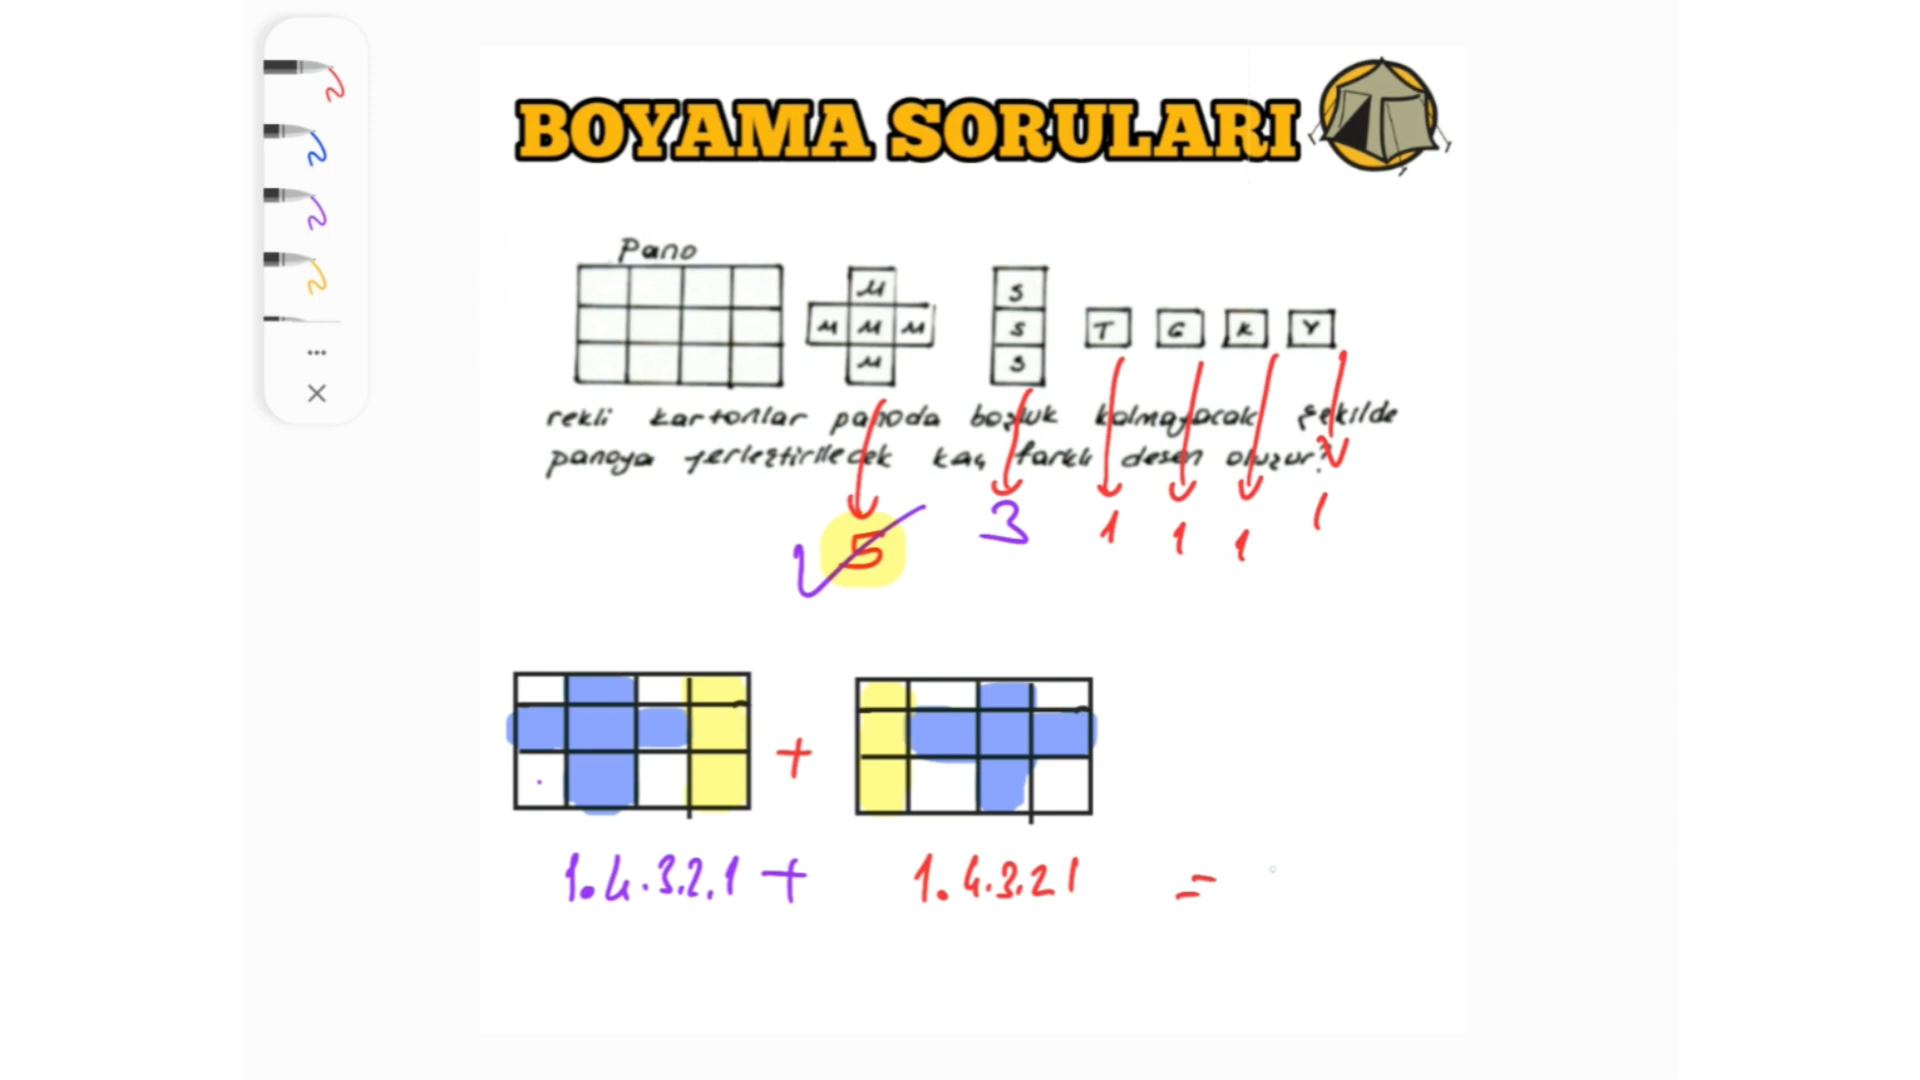 BOYAMA SORULARI
Pano
M
M M M
M
S
S
S
T G K Y
rekli kartonlar panoda boşluk kalmayacak şekilde
panoya yerleştirilecek kaç farklı desen oluşur?
5 3 1 1 1 1
+
1.4.3.2.1 + 1.4.3.2 1 =